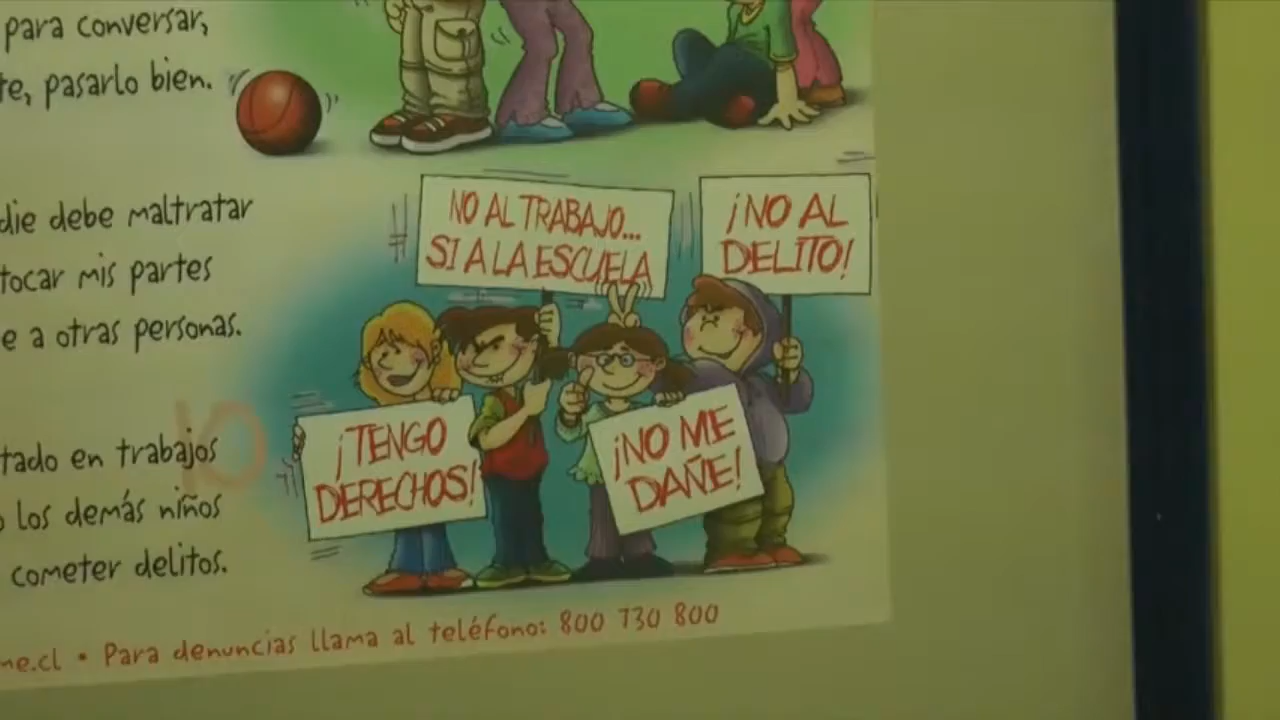 para conversar,
te, pasarlo bien.
die debe maltratar
tocar mis partes
e a otras personas.
tado en trabajos
o los demás niños
cometer delitos.
NO AL TRABAJO...
SI A LA ESCUELA
¡NO AL
DELITO!
¡TENGO
DERECHOS!
¡NO ME
DAÑE!
me.cl • Para denuncias llama al teléfono: 800 730 800